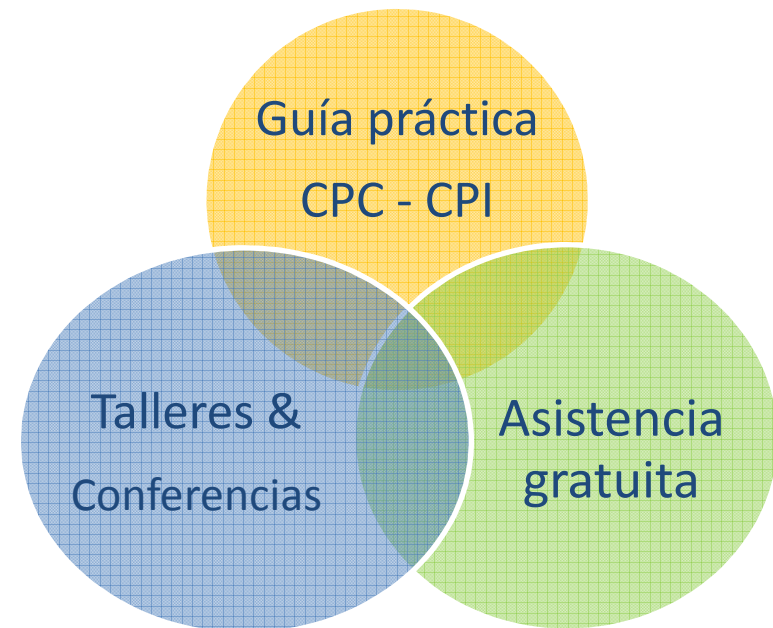 Guía práctica
CPC - CPI
Talleres &
Conferencias
Asistencia
gratuita